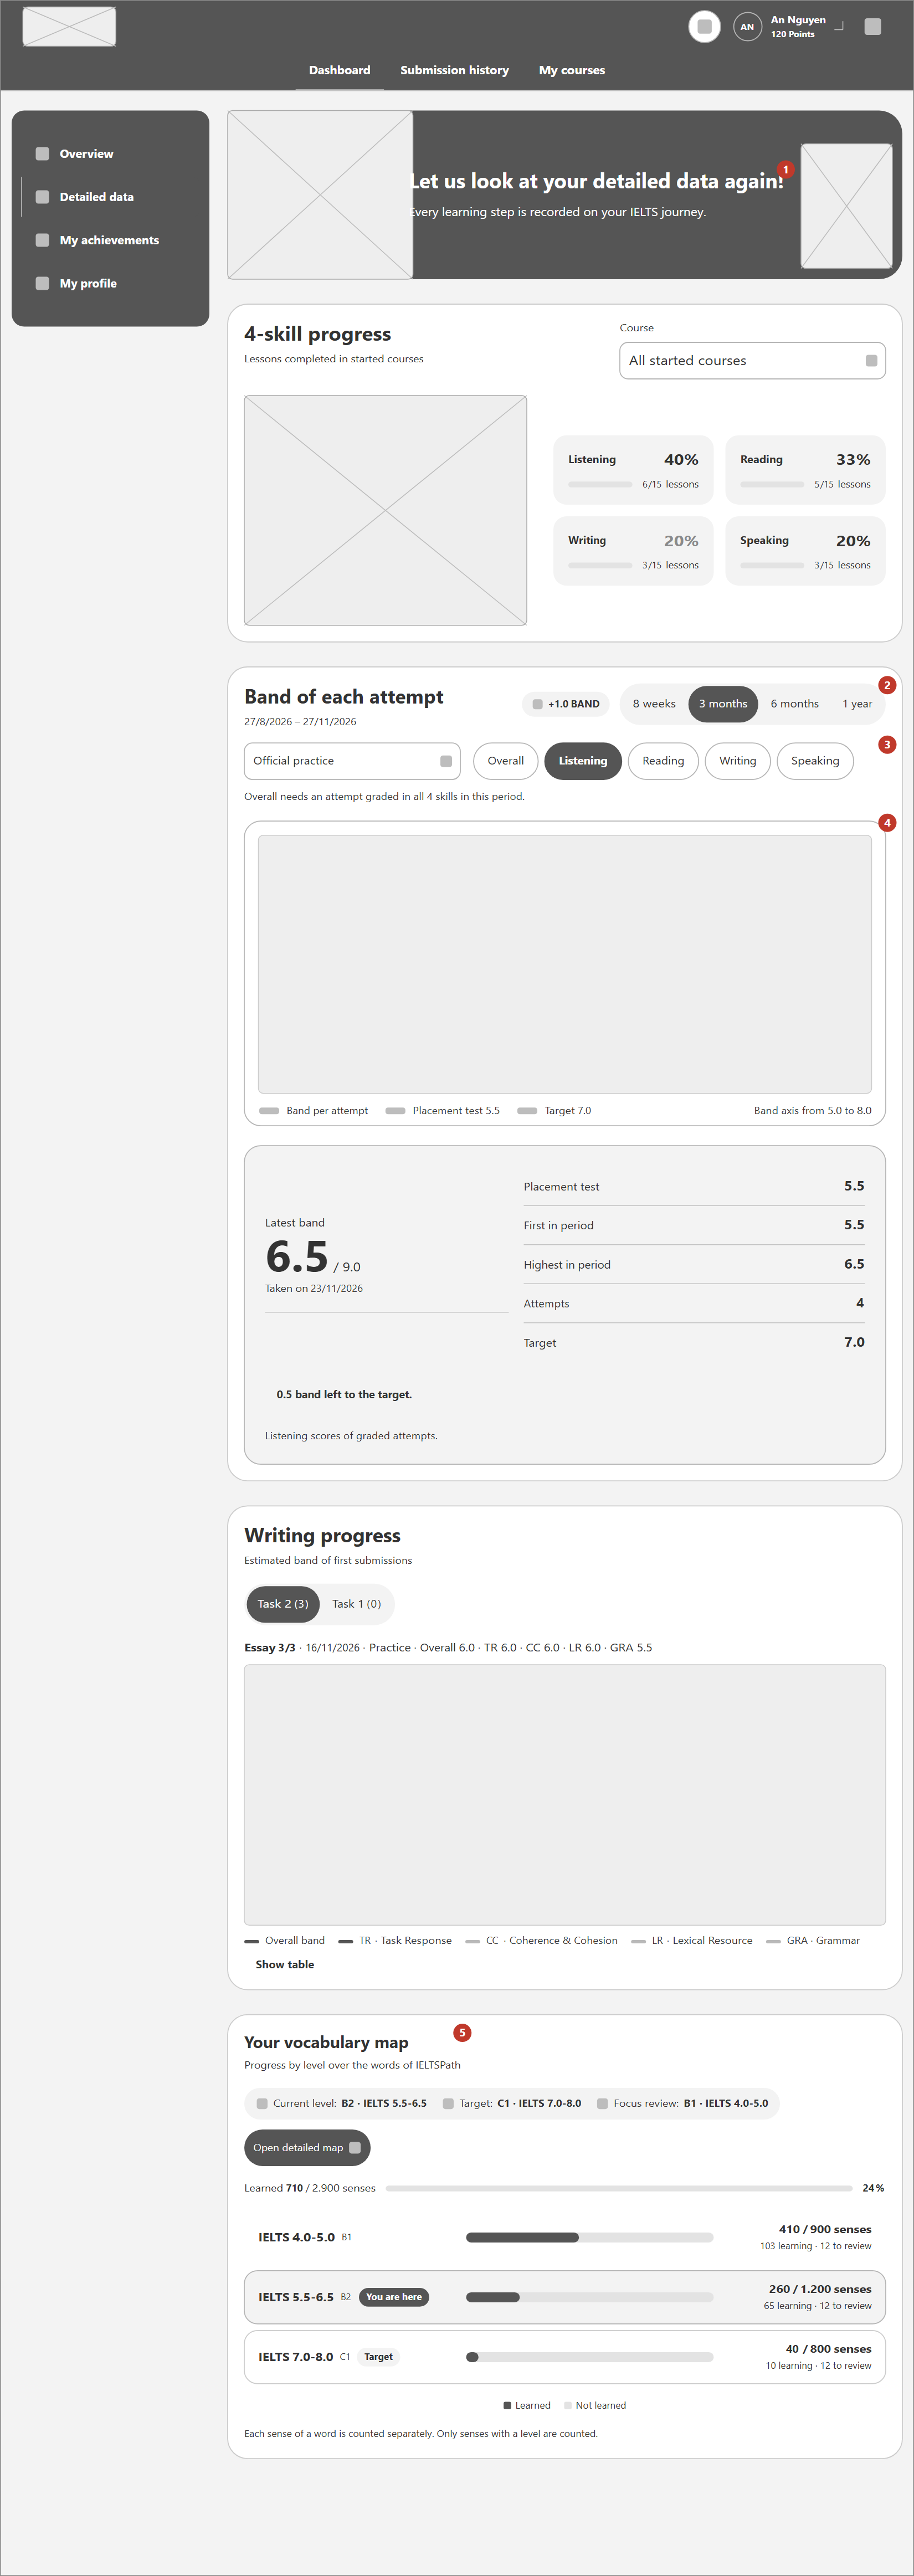 AN
An Nguyen
120 Points
Dashboard
Submission history
My courses
Overview
Detailed data
My achievements
My profile
Let us look at your detailed data again!
1
Every learning step is recorded on your IELTS journey.
4-skill progress
Lessons completed in started courses
Course
All started courses
Listening 40%
6/15 lessons
Reading 33%
5/15 lessons
Writing 20%
3/15 lessons
Speaking 20%
3/15 lessons
Band of each attempt
27/8/2026 – 27/11/2026
+1.0 BAND
8 weeks
3 months
6 months
1 year
2
Official practice
Overall
Listening
Reading
Writing
Speaking
3
Overall needs an attempt graded in all 4 skills in this period.
4
Band per attempt
Placement test 5.5
Target 7.0
Band axis from 5.0 to 8.0
Latest band
6.5 / 9.0
Taken on 23/11/2026
Placement test 5.5
First in period 5.5
Highest in period 6.5
Attempts 4
Target 7.0
0.5 band left to the target.
Listening scores of graded attempts.
Writing progress
Estimated band of first submissions
Task 2 (3)
Task 1 (0)
Essay 3/3 · 16/11/2026 · Practice · Overall 6.0 · TR 6.0 · CC 6.0 · LR 6.0 · GRA 5.5
Overall band
TR · Task Response
CC · Coherence & Cohesion
LR · Lexical Resource
GRA · Grammar
Show table
Your vocabulary map
5
Progress by level over the words of IELTSPath
Current level: B2 · IELTS 5.5-6.5
Target: C1 · IELTS 7.0-8.0
Focus review: B1 · IELTS 4.0-5.0
Open detailed map
Learned 710 / 2.900 senses
24%
IELTS 4.0-5.0 B1
410 / 900 senses
103 learning · 12 to review
IELTS 5.5-6.5 B2 You are here
260 / 1.200 senses
65 learning · 12 to review
IELTS 7.0-8.0 C1 Target
40 / 800 senses
10 learning · 12 to review
Learned
Not learned
Each sense of a word is counted separately. Only senses with a level are counted.